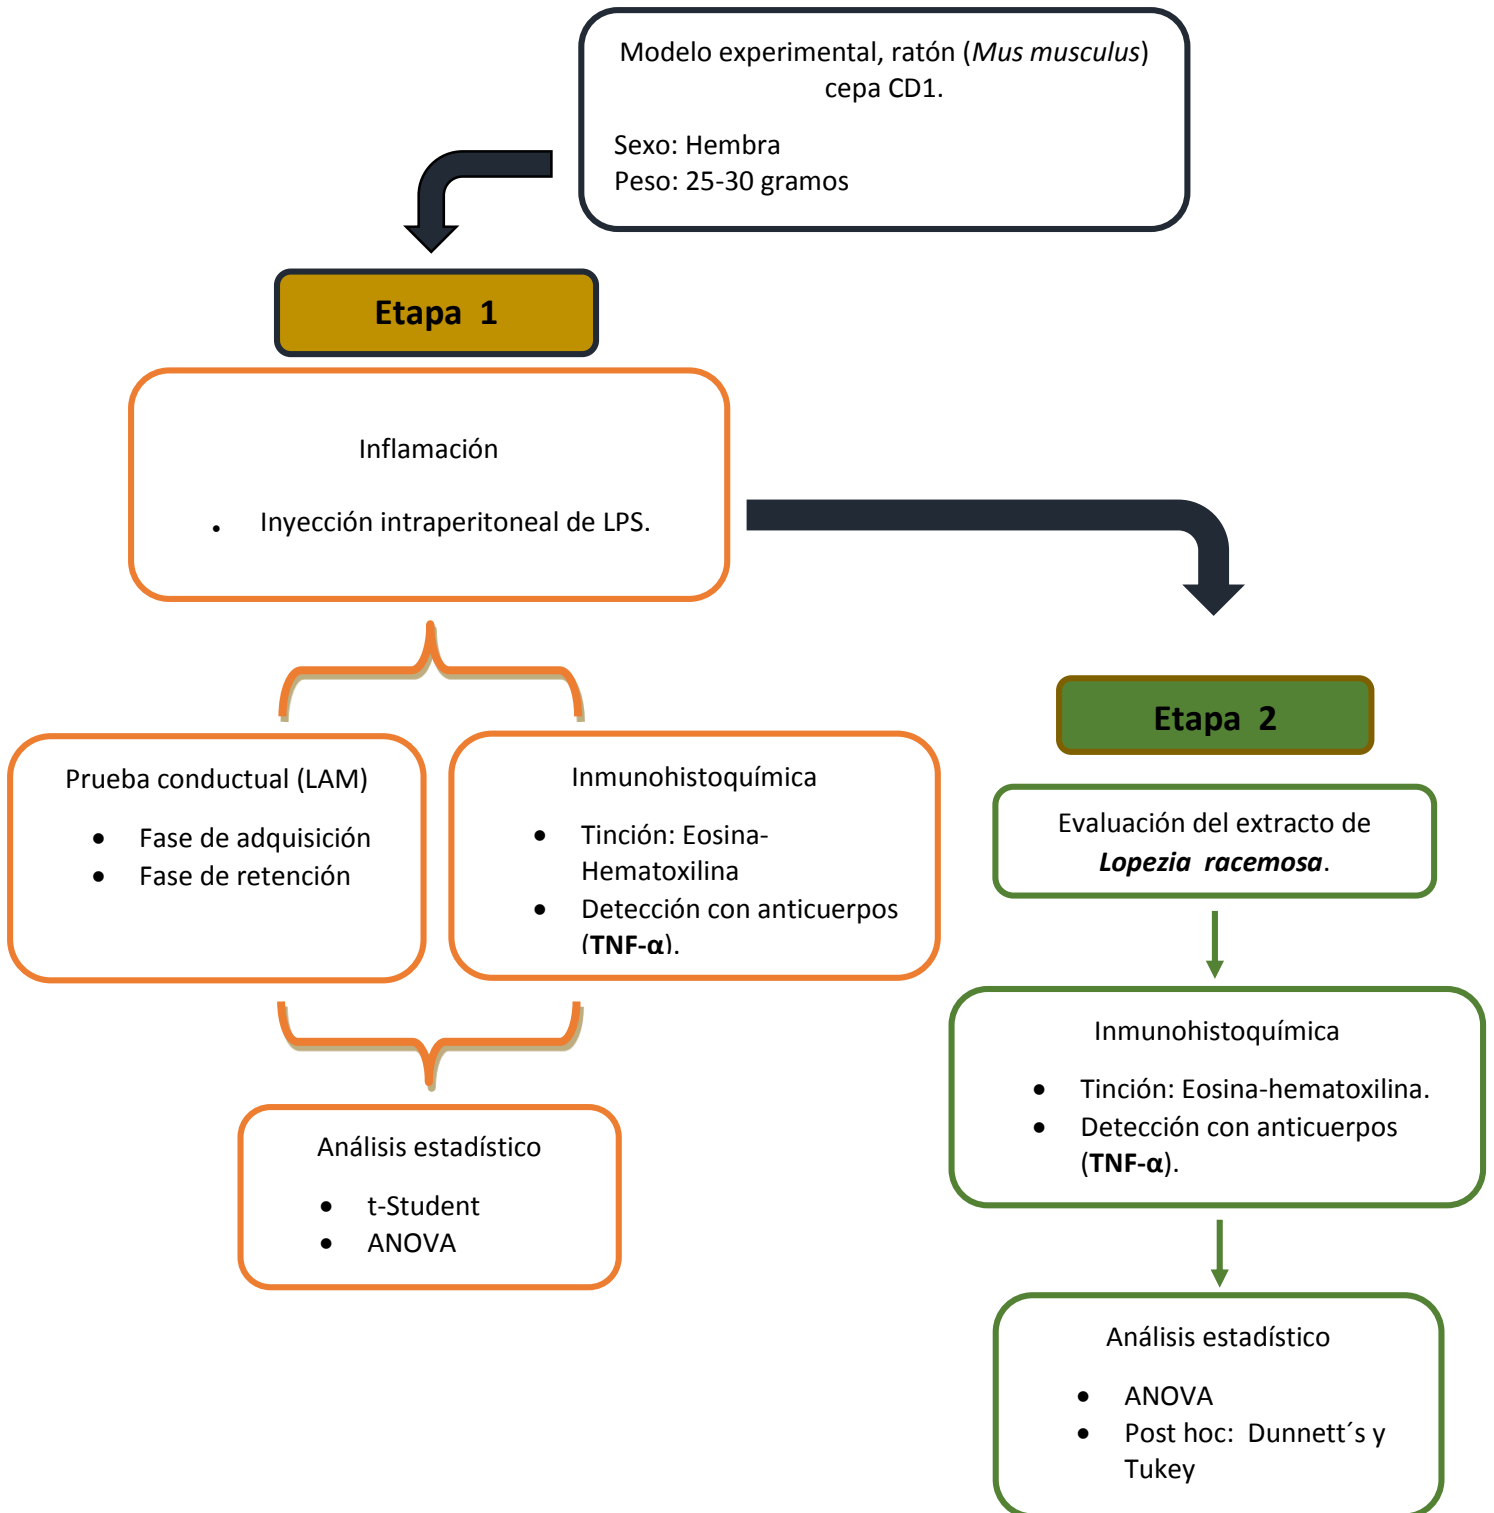 Modelo experimental, ratón (Mus musculus)
cepa CD1.
Sexo: Hembra
Peso: 25-30 gramos
Etapa 1
Inflamación
• Inyección intraperitoneal de LPS.
Prueba conductual (LAM)
• Fase de adquisición
• Fase de retención
Inmunohistoquímica
• Tinción: Eosina-
Hematoxilina
• Detección con anticuerpos
(TNF-α).
Análisis estadístico
• t-Student
• ANOVA
Etapa 2
Evaluación del extracto de
Lopezia racemosa.
Inmunohistoquímica
• Tinción: Eosina-hematoxilina.
• Detección con anticuerpos
(TNF-α).
Análisis estadístico
• ANOVA
• Post hoc: Dunnett´s y
Tukey